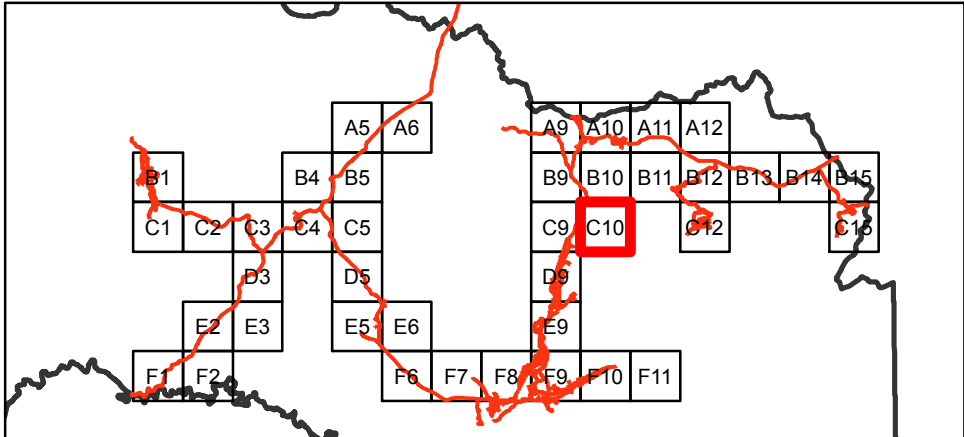 A5 A6 A9 A10 A11 A12
B1 B4 B5 B9 B10 B11 B12 B13 B14 B15
C1 C2 C3 C4 C5 C9 C10 C12 C15
D3 D5 D9
E2 E3 E5 E6 E9
F1 F2 F6 F7 F8 F9 F10 F11